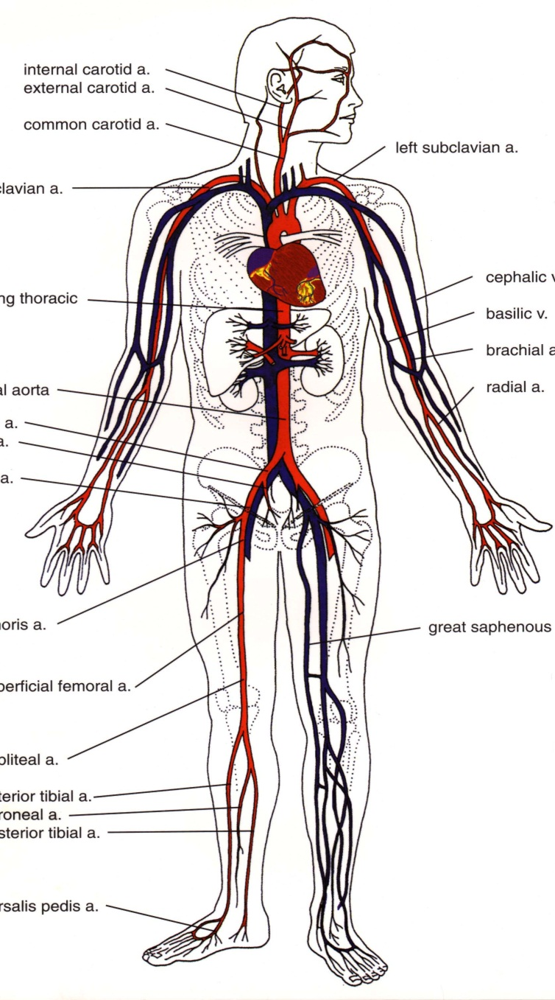 internal carotid a.
external carotid a.
common carotid a.
left subclavian a.
clavian a.
cephalic v
ng thoracic
basilic v.
brachial a
radial a.
al aorta
a.
a.
a.
oris a.
great saphenous
perficial femoral a.
oliteal a.
terior tibial a.
roneal a.
sterior tibial a.
rsalis pedis a.